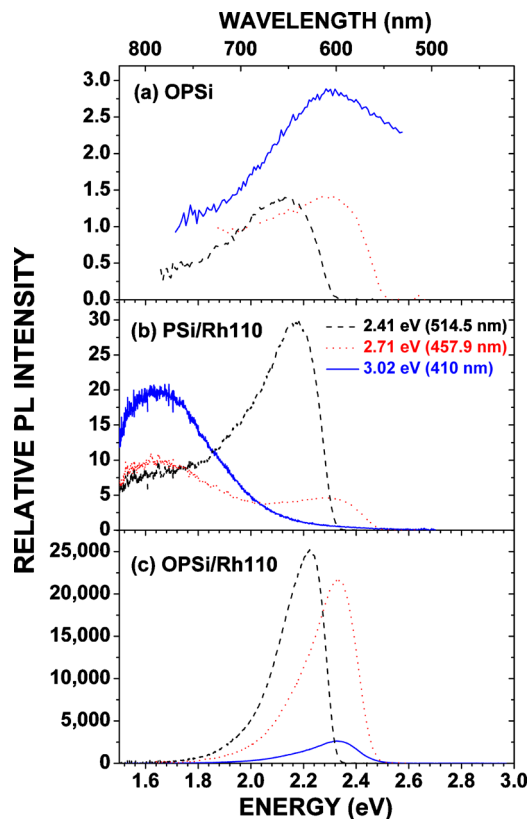 WAVELENGTH (nm)
800 700 600 500
(a) OPSi
3.0
2.5
2.0
1.5
1.0
0.5
0.0
RELATIVE PL INTENSITY
(b) PSi/Rh110
2.41 eV (514.5 nm)
2.71 eV (457.9 nm)
3.02 eV (410 nm)
30
25
20
15
10
5
0
(c) OPSi/Rh110
25,000
20,000
15,000
10,000
5,000
0
1.6 1.8 2.0 2.2 2.4 2.6 2.8 3.0
ENERGY (eV)